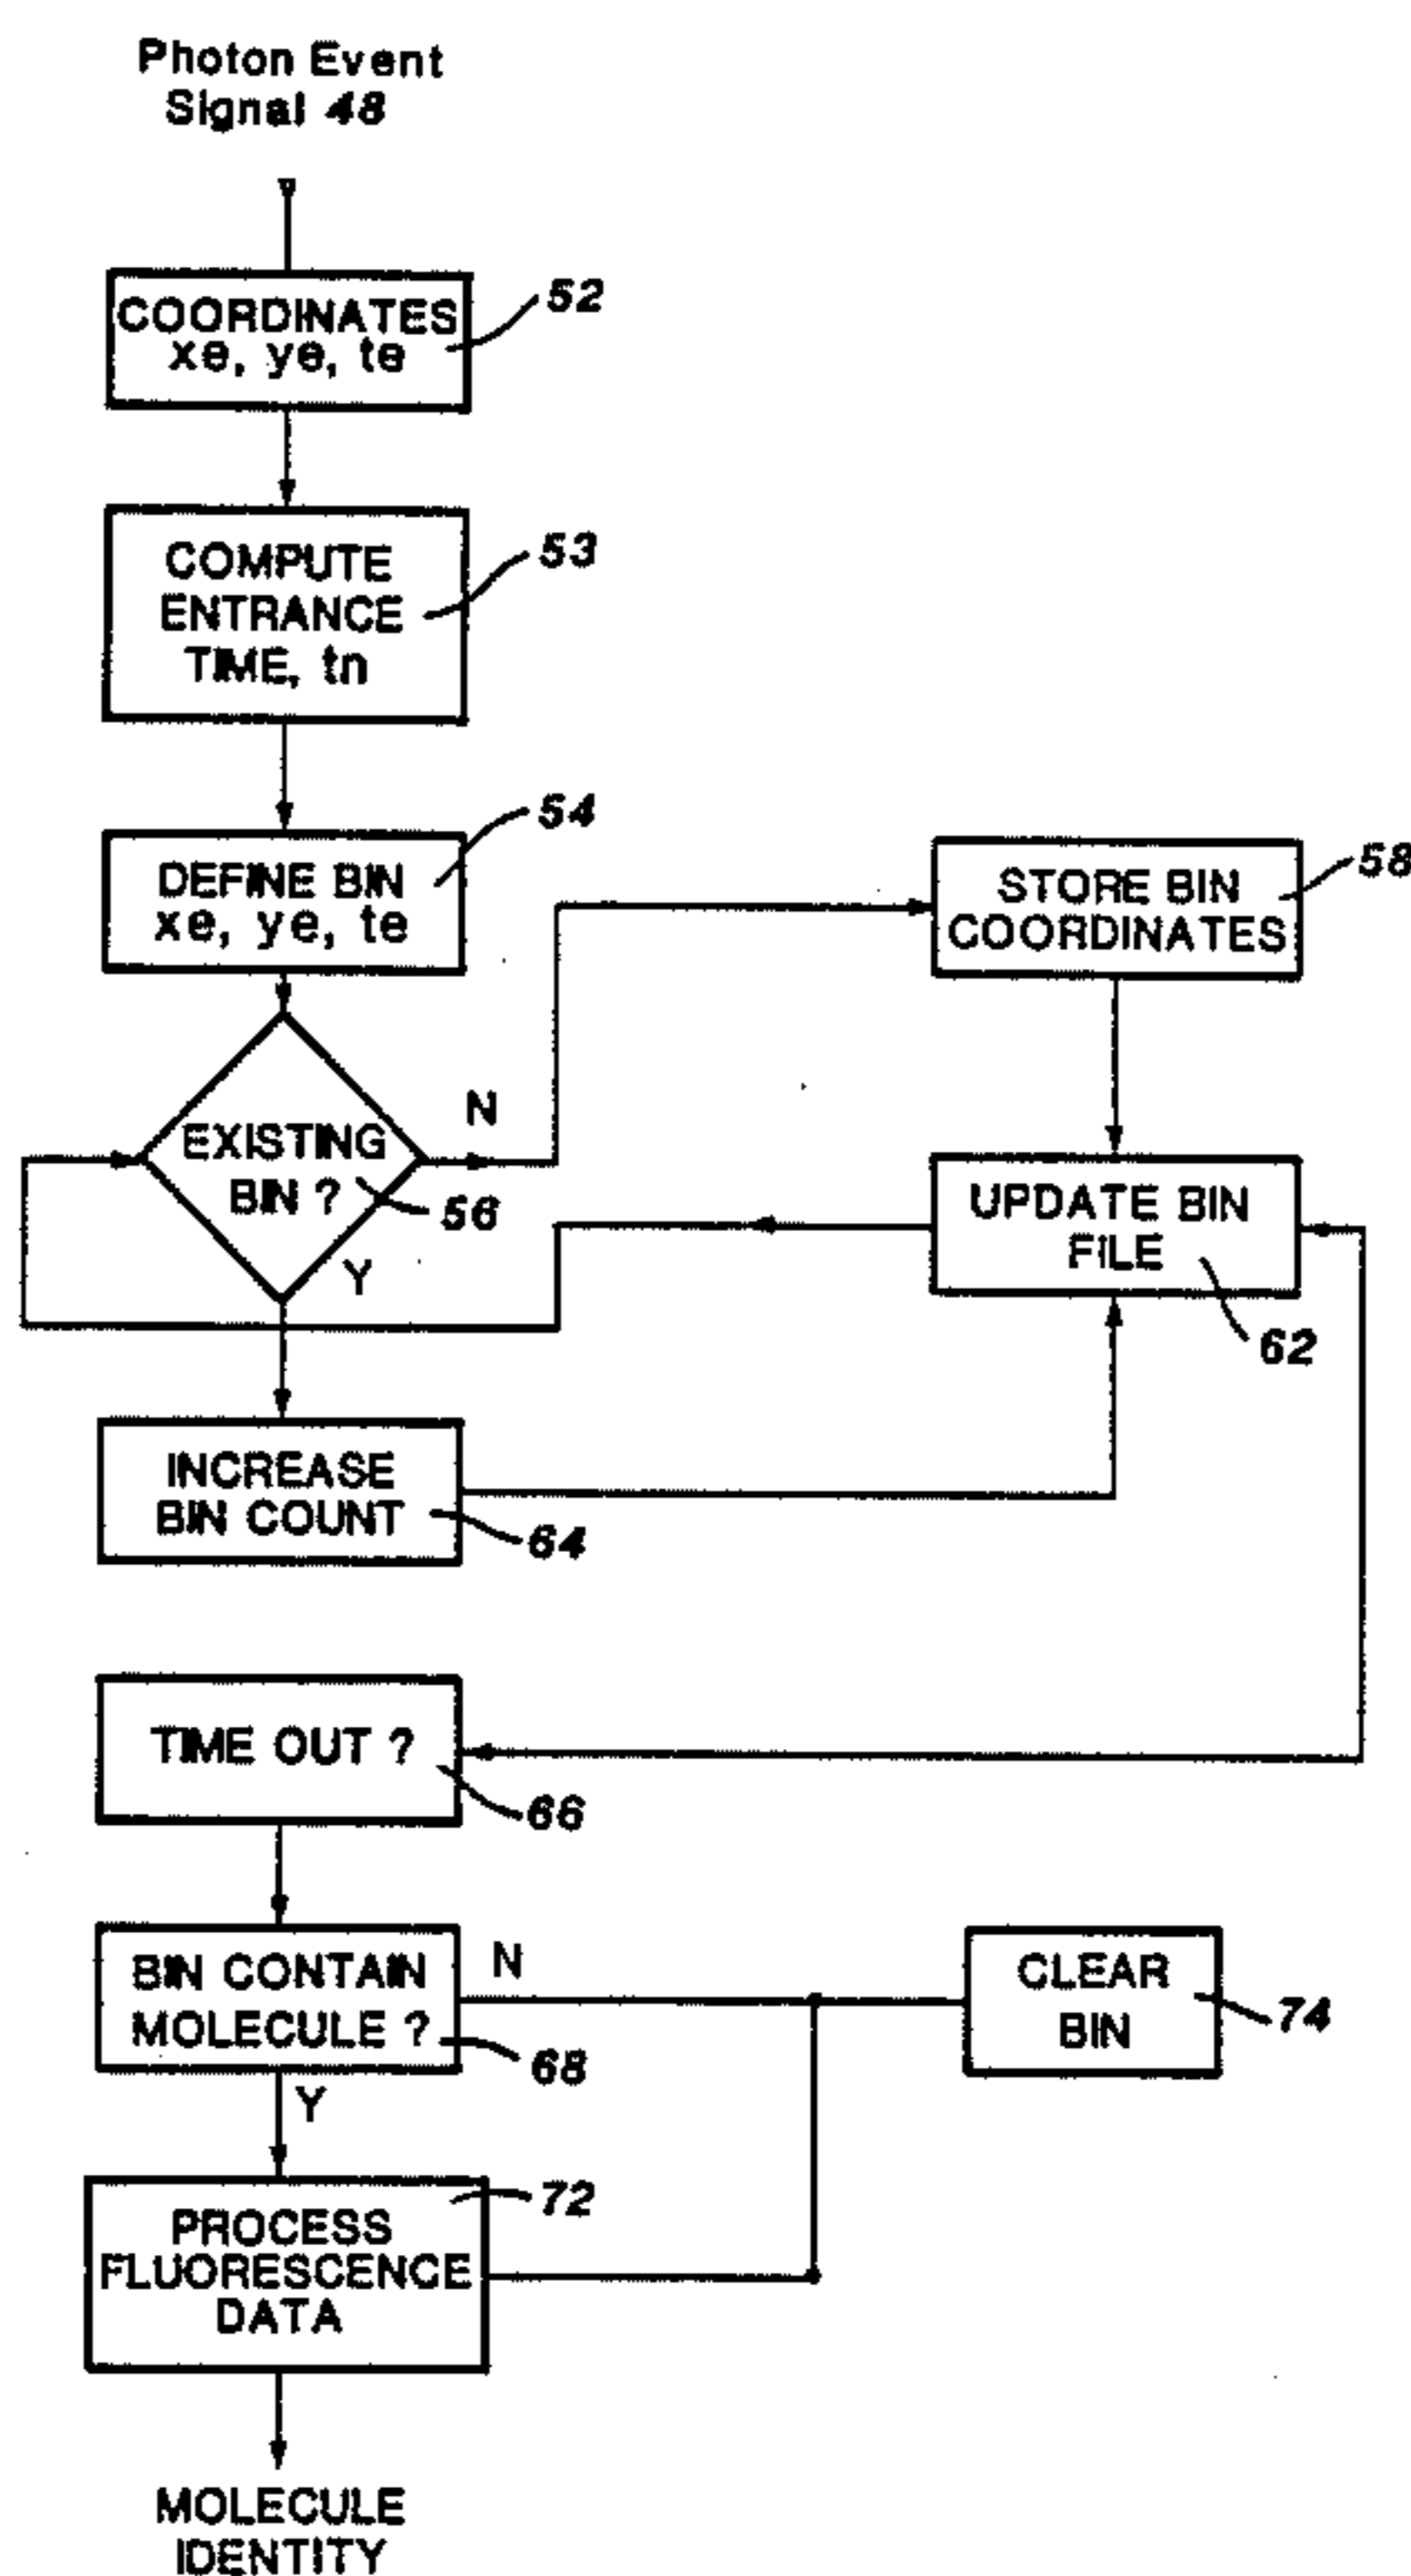 Photon Event
Signal 48
COORDINATES
xe, ye, te
52
COMPUTE
ENTRANCE
TIME, tn
53
DEFINE BIN
xe, ye, te
54
STORE BIN
COORDINATES
58
EXISTING
BIN ?
56
N
Y
UPDATE BIN
FILE
62
INCREASE
BIN COUNT
64
TIME OUT ?
66
BIN CONTAIN
MOLECULE ?
68
N
Y
CLEAR
BIN
74
PROCESS
FLUORESCENCE
DATA
72
MOLECULE
IDENTITY